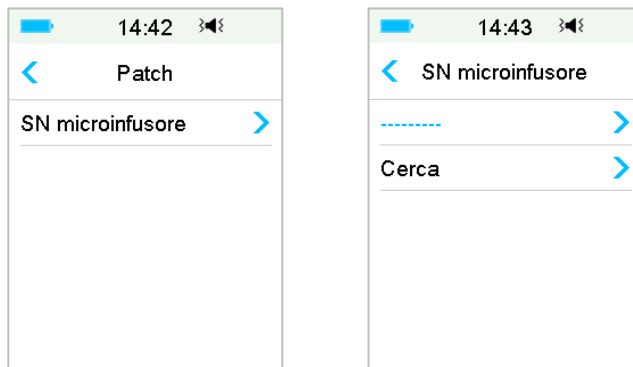 14:42
Patch
SN microinfusore
14:43
SN microinfusore
---------
Cerca